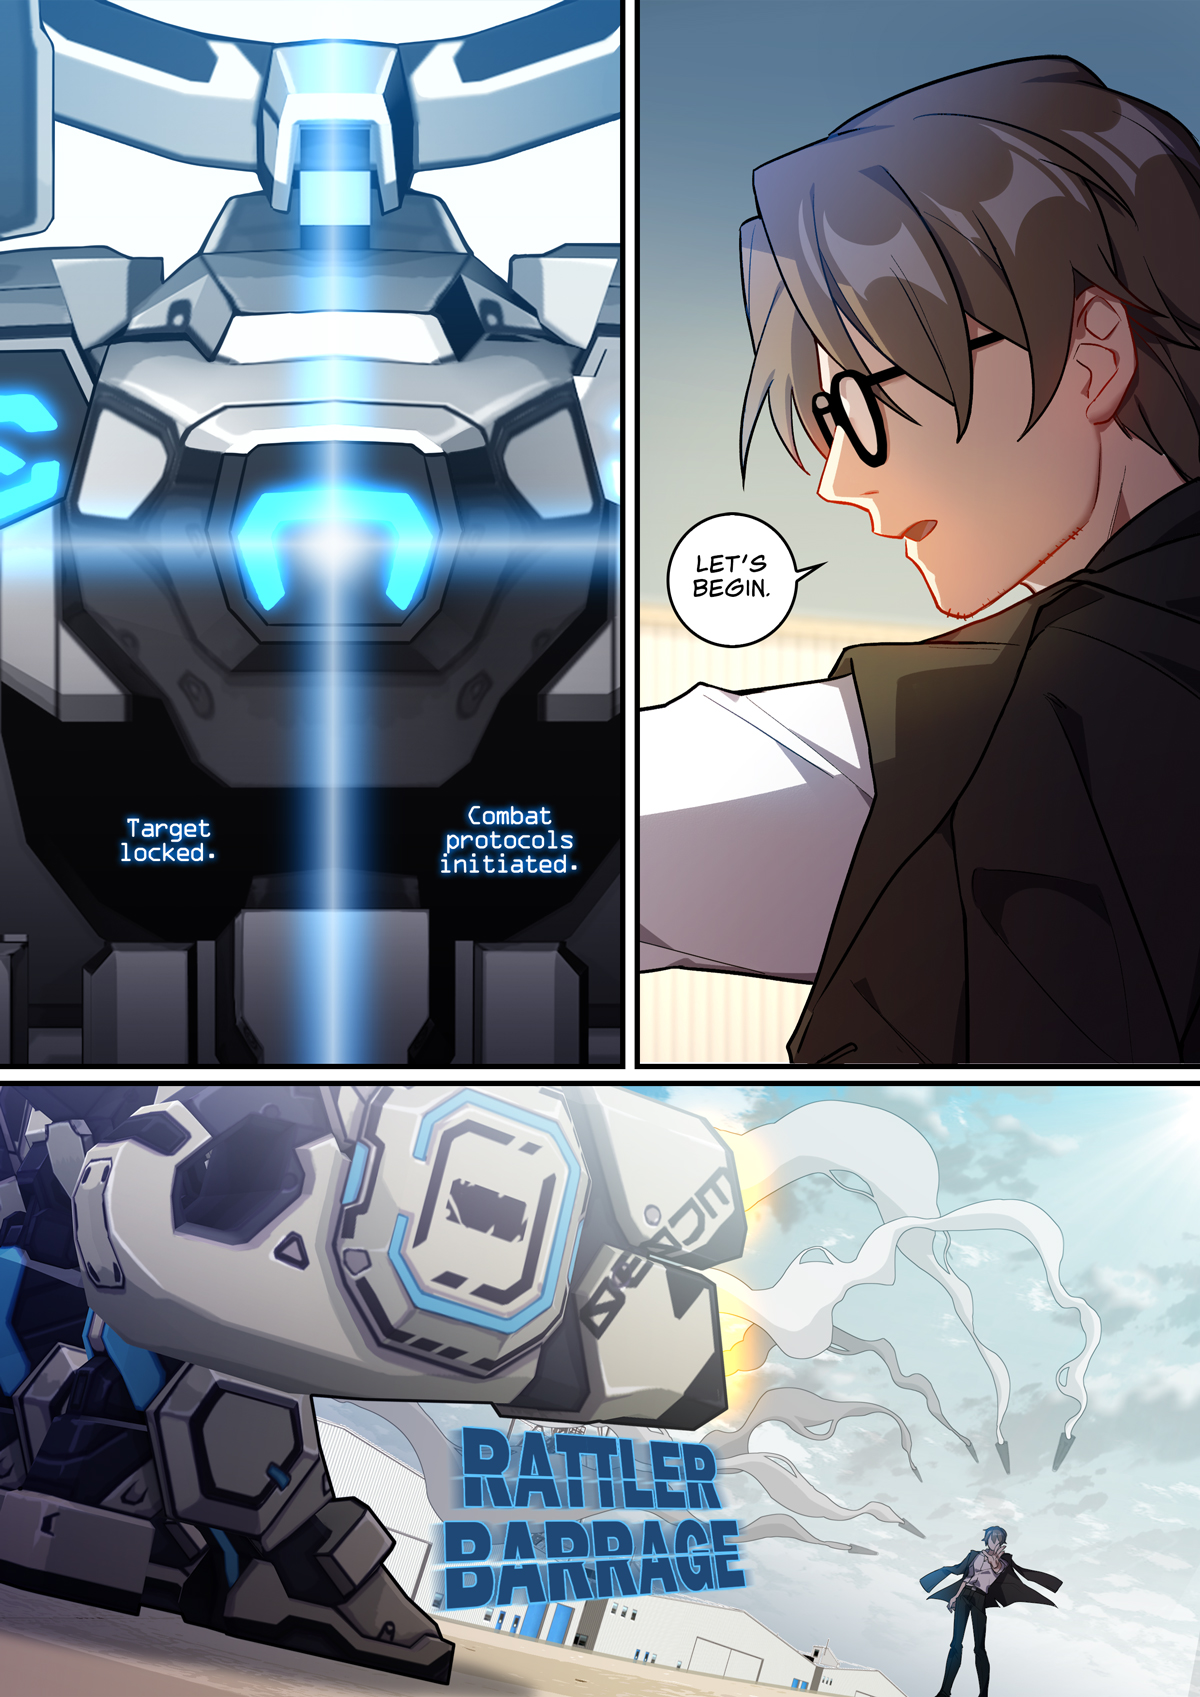 Target
locked.
Combat
protocols
initiated.
LET'S
BEGIN.
RATTLER
BARRAGE